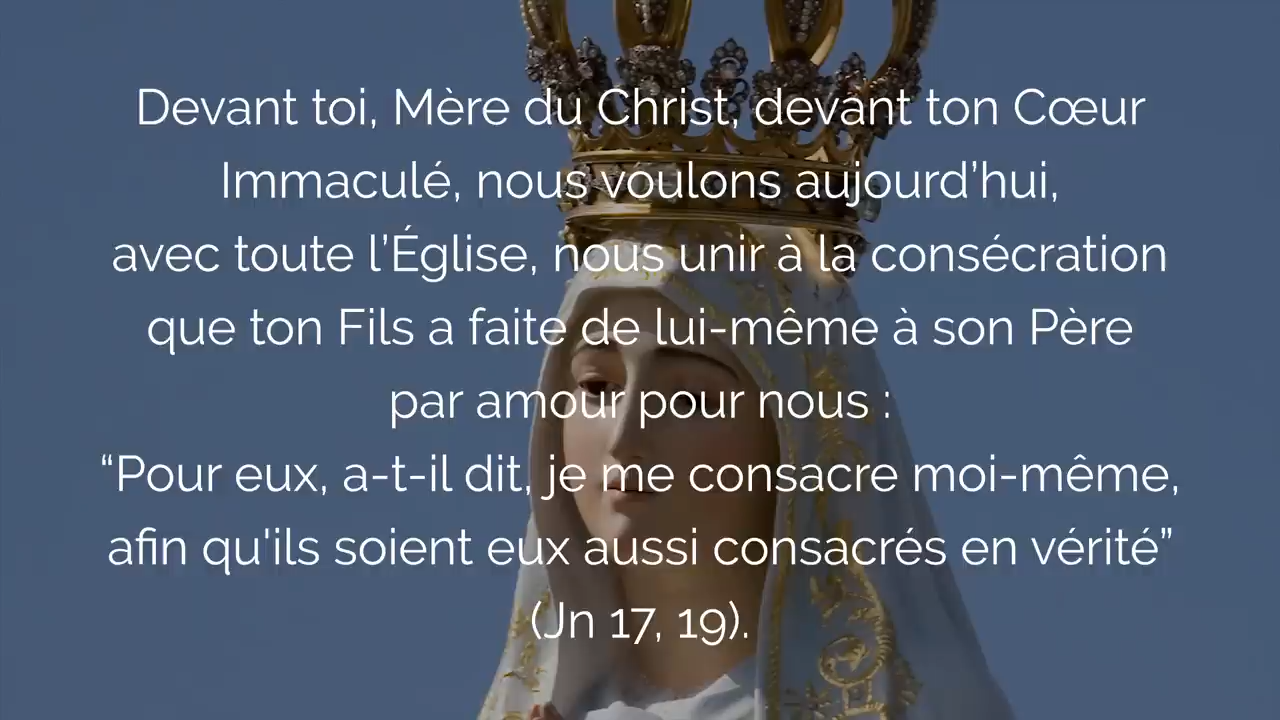 Devant toi, Mère du Christ, devant ton Cœur
Immaculé, nous voulons aujourd’hui,
avec toute l’Église, nous unir à la consécration
que ton Fils a faite de lui-même à son Père
par amour pour nous :
“Pour eux, a-t-il dit, je me consacre moi-même,
afin qu'ils soient eux aussi consacrés en vérité”
(Jn 17, 19).